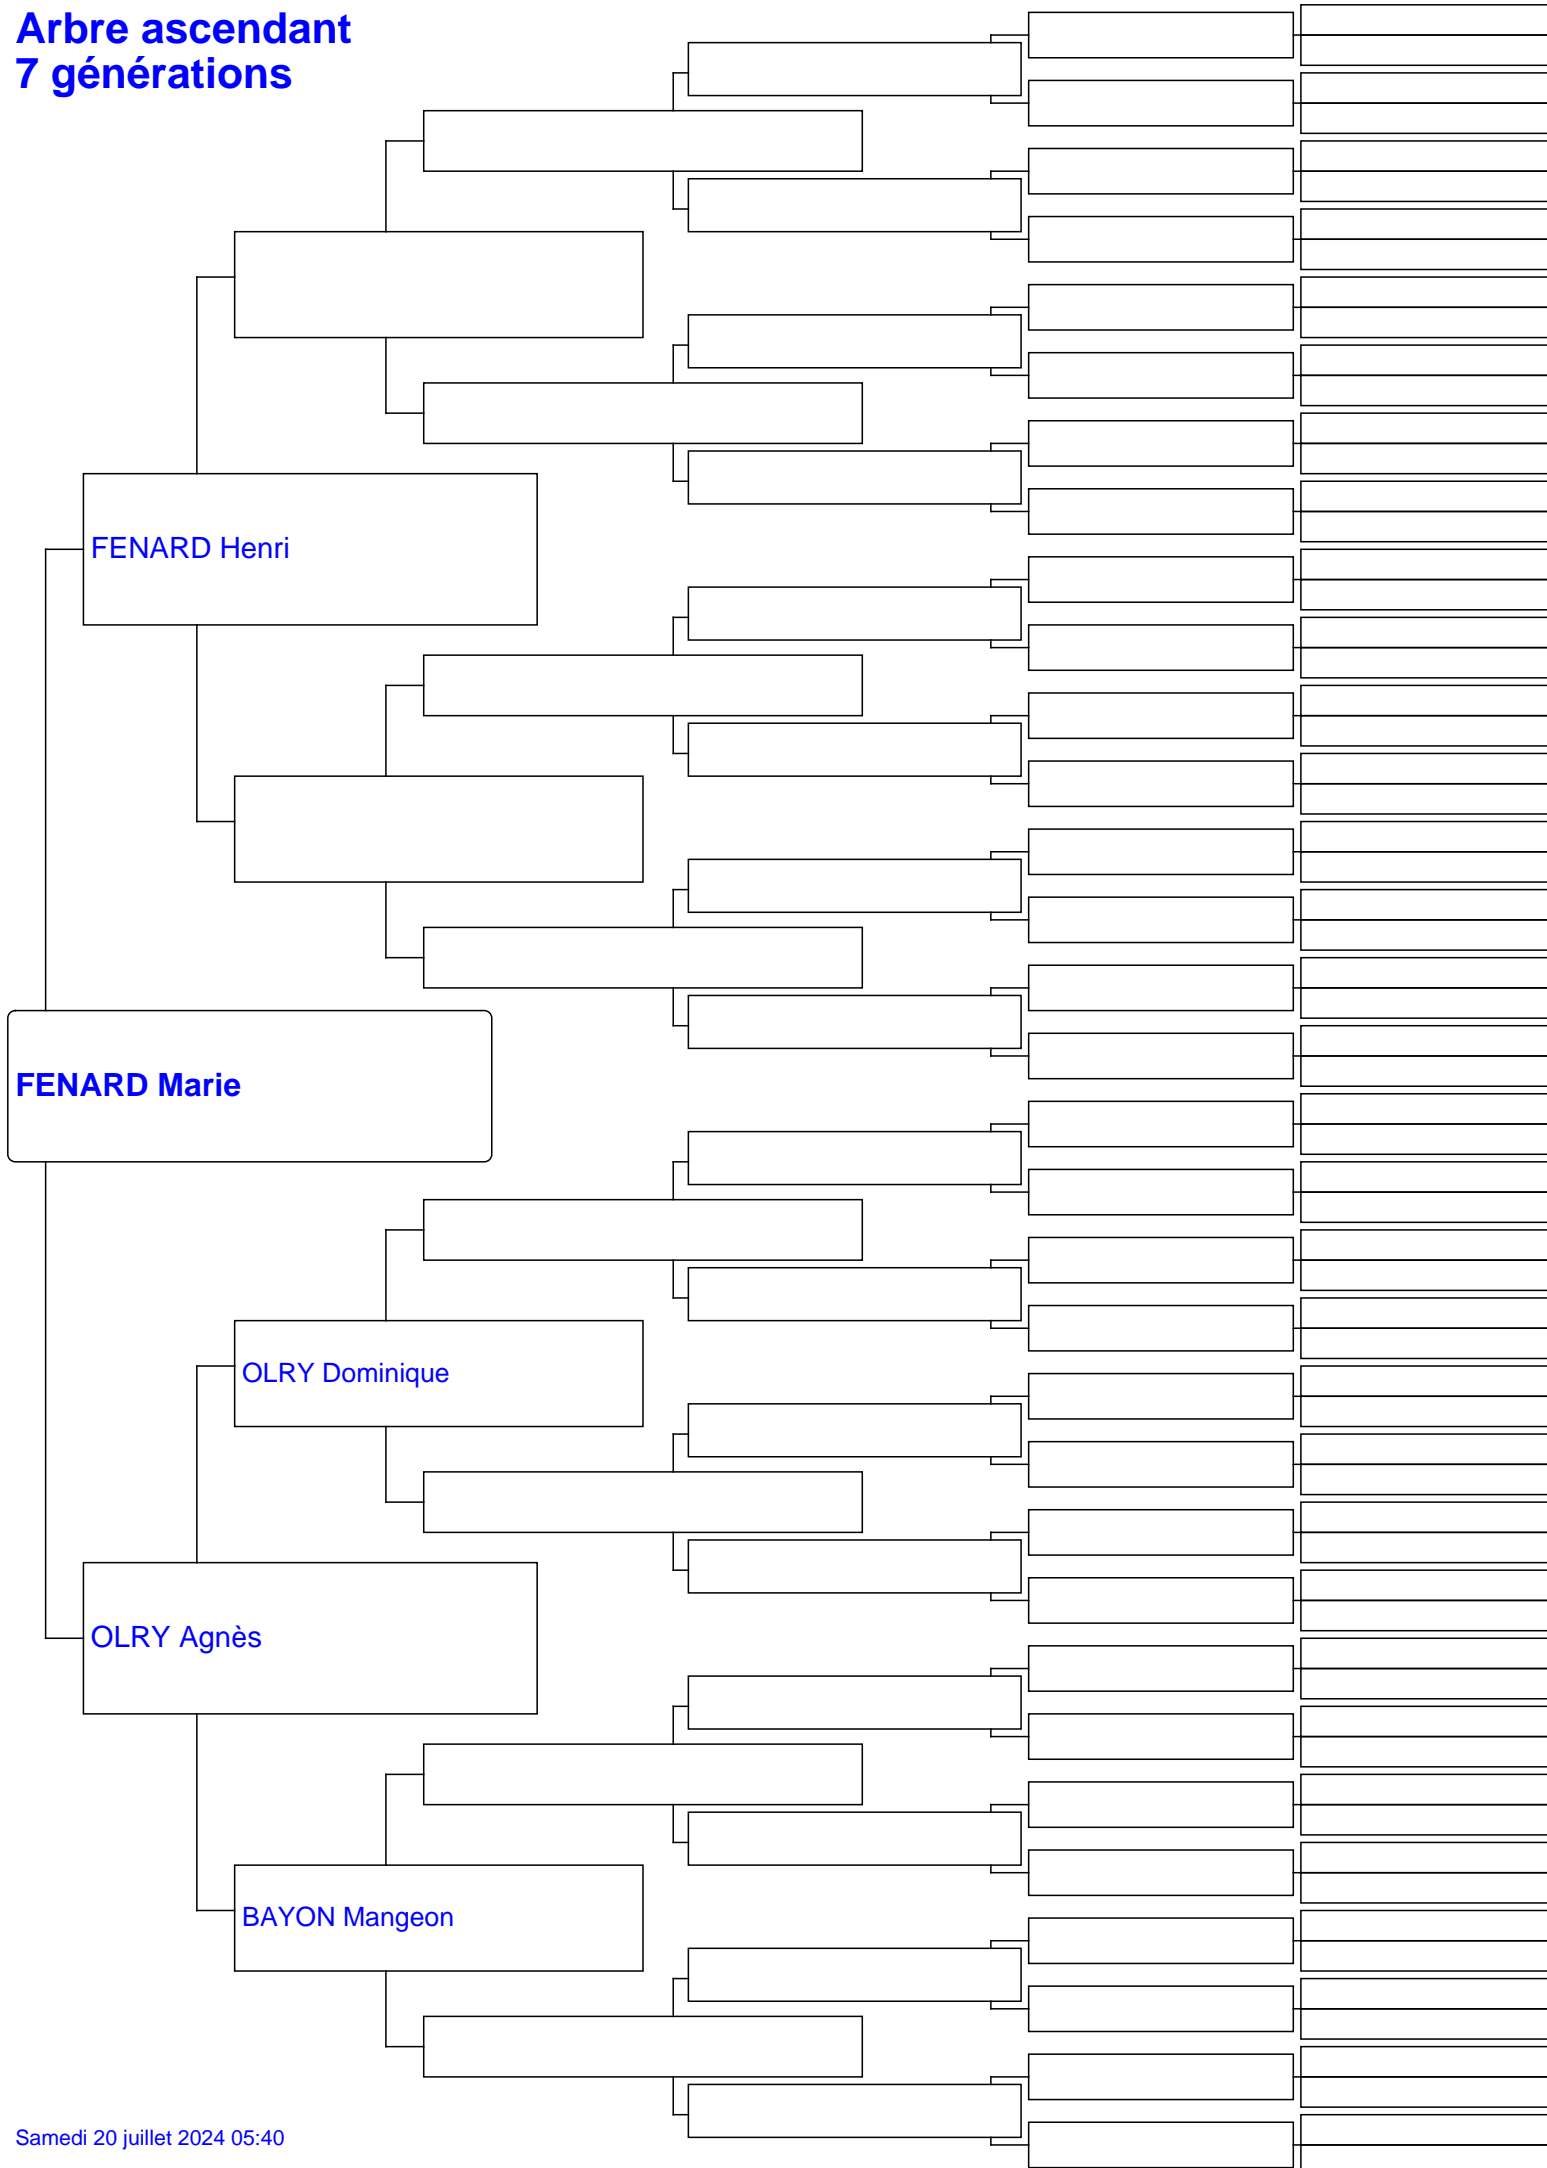 Arbre ascendant
7 générations
FENARD Henri
FENARD Marie
OLRY Dominique
OLRY Agnès
BAYON Mangeon
Samedi 20 juillet 2024 05:40